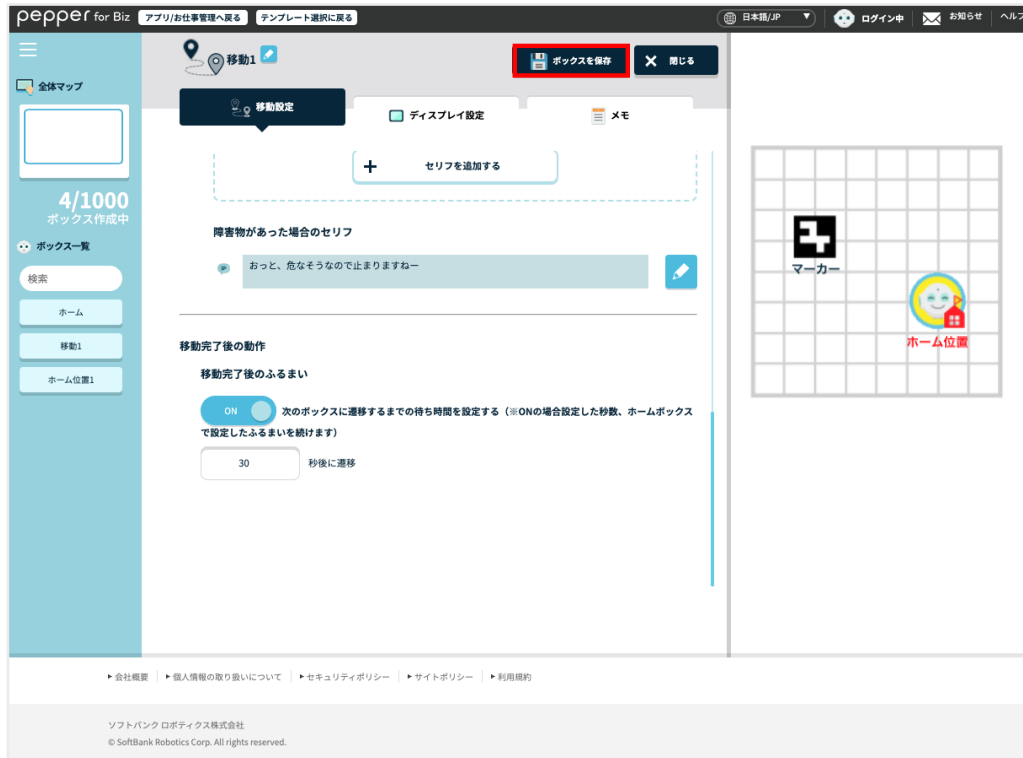 pepper for Biz アプリ/お仕事管理へ戻る テンプレート選択に戻る 日本語/JP ▼ ログイン中 お知らせ ヘルプ
全体マップ
4/1000
ボックス作成中
ボックス一覧
検索
ホーム
移動1
ホーム位置1
移動1
ボックスを保存
閉じる
移動設定
ディスプレイ設定
メモ
セリフを追加する
障害物があった場合のセリフ
おっと、危なそうなので止まりますねー
移動完了後の動作
移動完了後のふるまい
ON 次のボックスに遷移するまでの待ち時間を設定する（※ONの場合設定した秒数、ホームボックス
で設定したふるまいを続けます）
30 秒後に遷移
マーカー
ホーム位置
会社概要 個人情報の取り扱いについて セキュリティポリシー サイトポリシー 利用規約
ソフトバンク ロボティクス株式会社
© SoftBank Robotics Corp. All rights reserved.